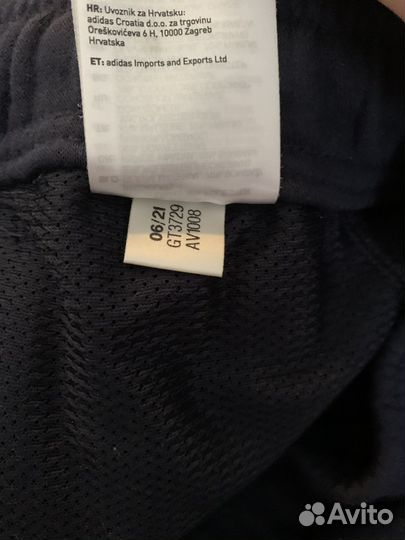 HR: Uvoznik za Hrvatsku:
adidas Croatia d.o.o. za trgovinu
Oreškovićeva 6 H, 10000 Zagreb
Hrvatska
ET: adidas Imports and Exports Ltd
06/21
GT3729
AV1008
Avito